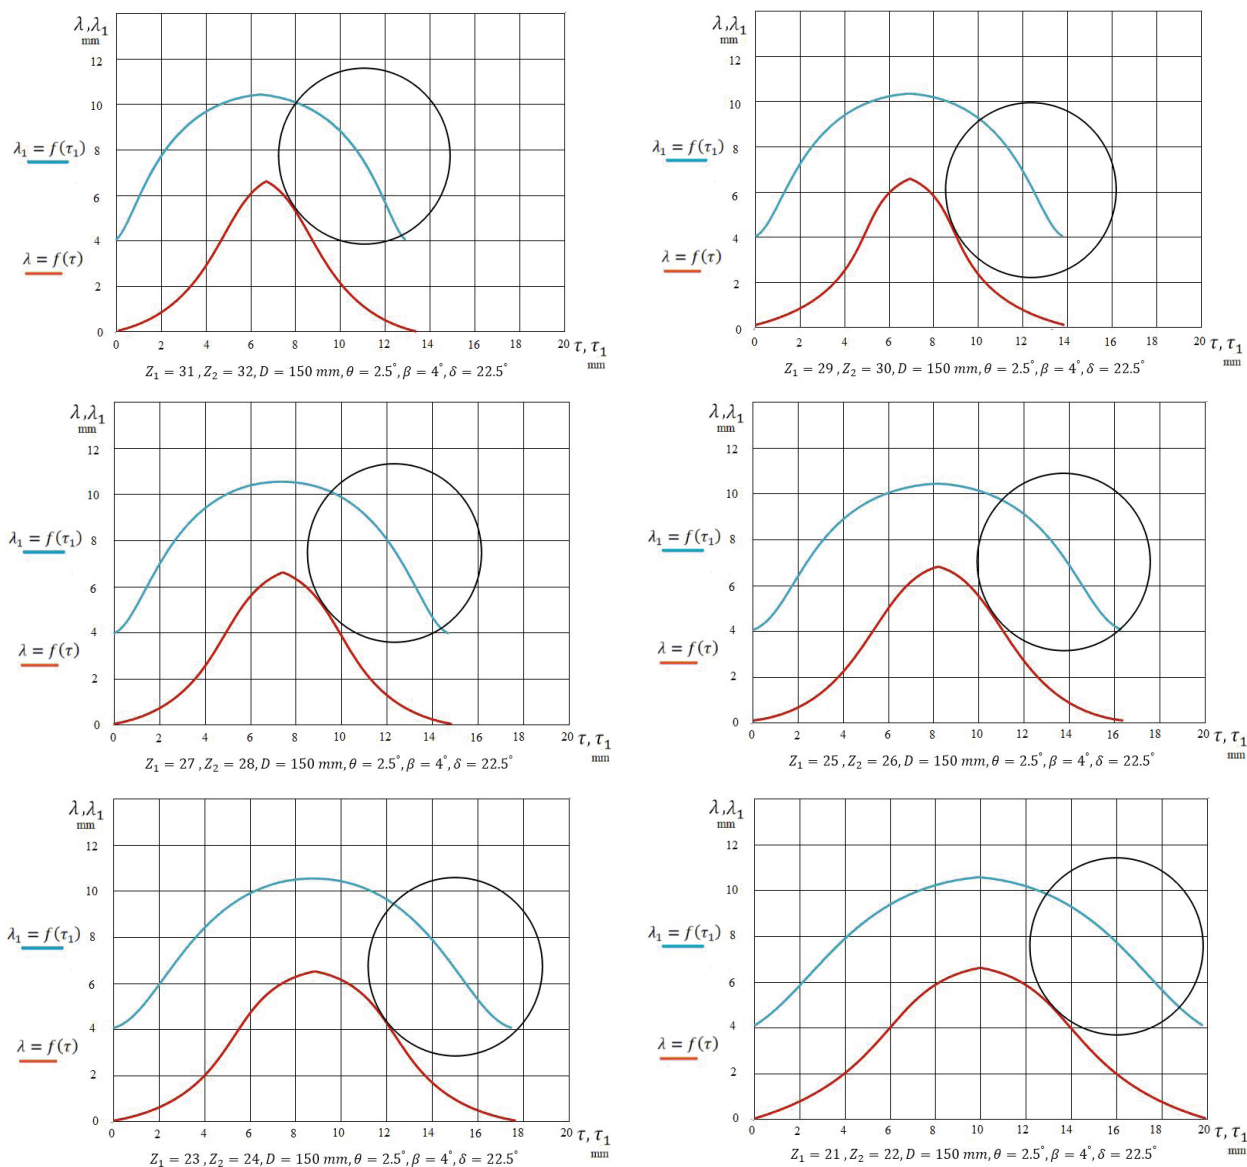 λ,λ₁
mm
12
10
λ₁ = f(τ₁) 8
6
4
λ = f(τ)
2
0
0 2 4 6 8 10 12 14 16 18 20 τ, τ₁
mm
Z₁ = 31 , Z₂ = 32, D = 150 mm, θ = 2.5°, β = 4°, δ = 22.5°
λ,λ₁
mm
12
10
λ₁ = f(τ₁) 8
6
4
λ = f(τ)
2
0
0 2 4 6 8 10 12 14 16 18 20 τ, τ₁
mm
Z₁ = 29 , Z₂ = 30, D = 150 mm, θ = 2.5°, β = 4°, δ = 22.5°
λ,λ₁
mm
12
10
λ₁ = f(τ₁) 8
6
4
λ = f(τ)
2
0
0 2 4 6 8 10 12 14 16 18 20 τ, τ₁
mm
Z₁ = 27 , Z₂ = 28, D = 150 mm, θ = 2.5°, β = 4°, δ = 22.5°
λ,λ₁
mm
12
10
λ₁ = f(τ₁) 8
6
4
λ = f(τ)
2
0
0 2 4 6 8 10 12 14 16 18 20 τ, τ₁
mm
Z₁ = 25 , Z₂ = 26, D = 150 mm, θ = 2.5°, β = 4°, δ = 22.5°
λ,λ₁
mm
12
10
λ₁ = f(τ₁) 8
6
4
λ = f(τ)
2
0
0 2 4 6 8 10 12 14 16 18 20 τ, τ₁
mm
Z₁ = 23 , Z₂ = 24, D = 150 mm, θ = 2.5°, β = 4°, δ = 22.5°
λ,λ₁
mm
12
10
λ₁ = f(τ₁) 8
6
4
λ = f(τ)
2
0
0 2 4 6 8 10 12 14 16 18 20 τ, τ₁
mm
Z₁ = 21 , Z₂ = 22, D = 150 mm, θ = 2.5°, β = 4°, δ = 22.5°